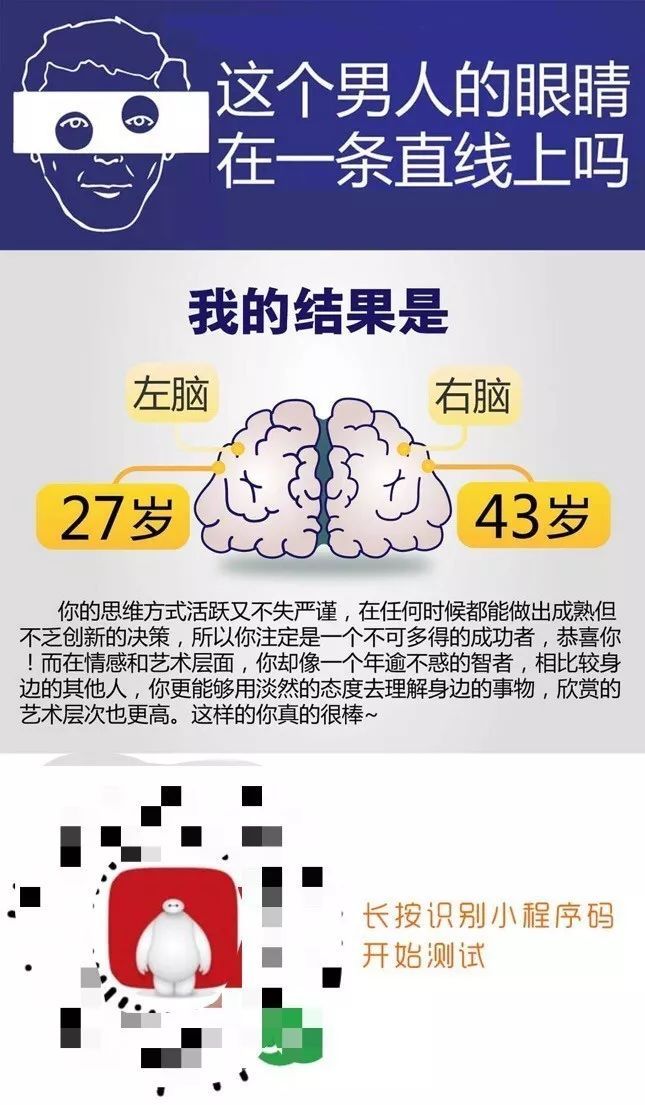 这个男人的眼睛
在一条直线上吗
我的结果是
左脑
右脑
27岁
43岁
你的思维方式活跃又不失严谨，在任何时候都能做出成熟但
不乏创新的决策，所以你注定是一个不可多得的成功者，恭喜你
！而在情感和艺术层面，你却像一个年逾不惑的智者，相比较身
边的其他人，你更能够用淡然的态度去理解身边的事物，欣赏的
艺术层次也更高。这样的你真的很棒~
长按识别小程序码
开始测试